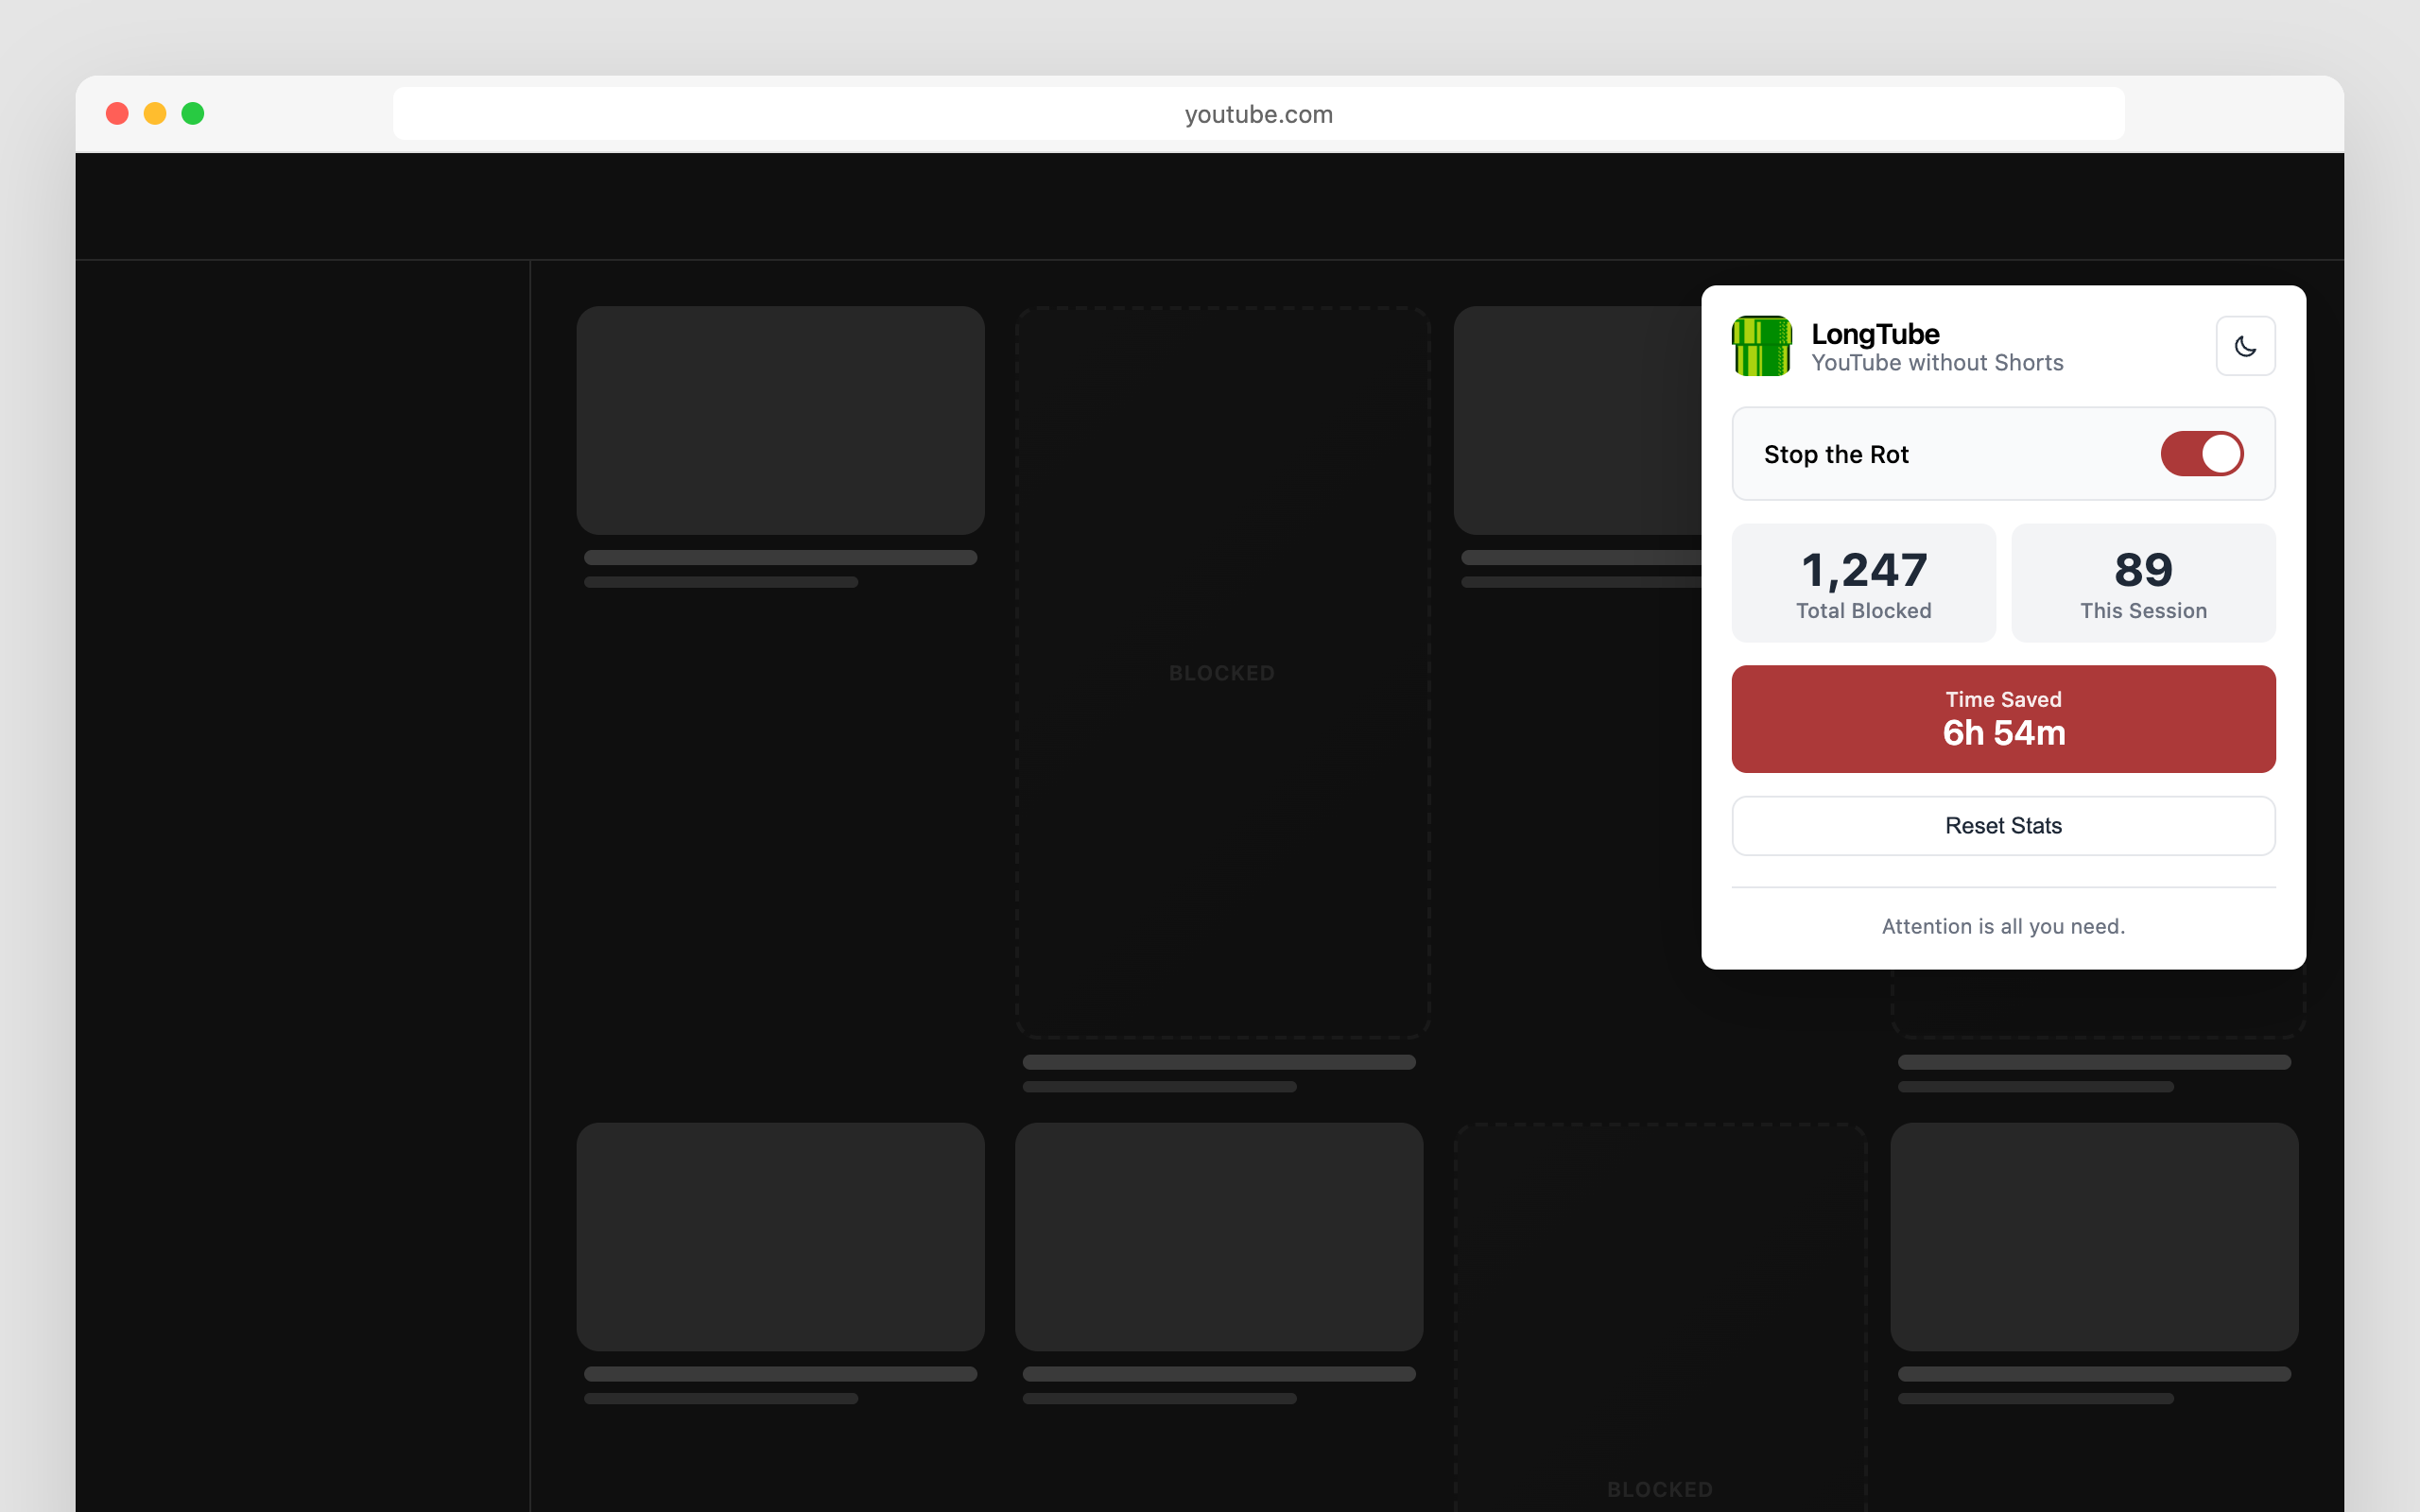 youtube.com
LongTube
YouTube without Shorts
Stop the Rot
1,247
Total Blocked
89
This Session
Time Saved
6h 54m
Reset Stats
Attention is all you need.
BLOCKED
BLOCKED